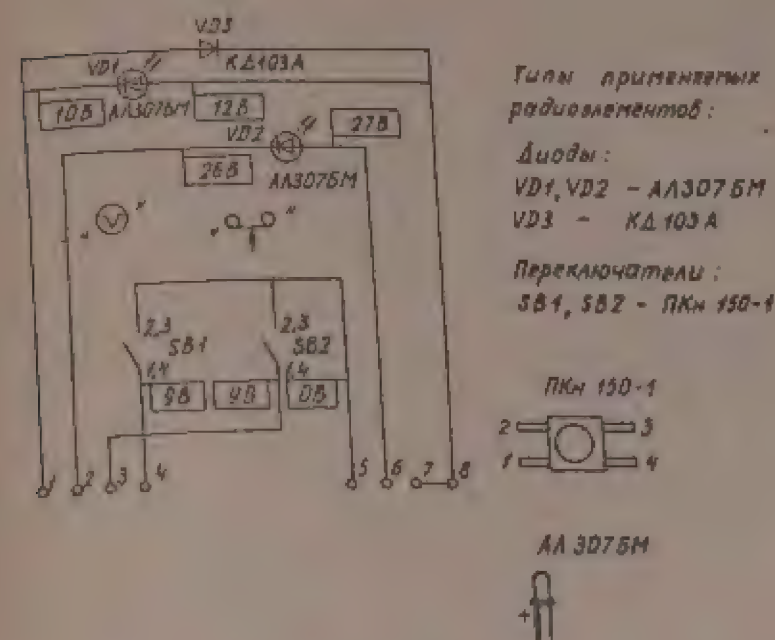 VD3
VD1
КД103А
10В
АЛ307БМ
12В
VD2
27В
26В
АЛ307БМ
„ V ”
„ ”
2,3
SB1
1,4
2,3
SB2
1,4
9В
9В
0В
1 2 3 4 5 6 7 8
Типы применяемых
радиоэлементов:
Диоды:
VD1, VD2 - АЛ307БМ
VD3 - КД103А
Переключатели:
SB1, SB2 - ПКн 150-1
ПКн 150-1
2 3
1 4
АЛ307БМ
+